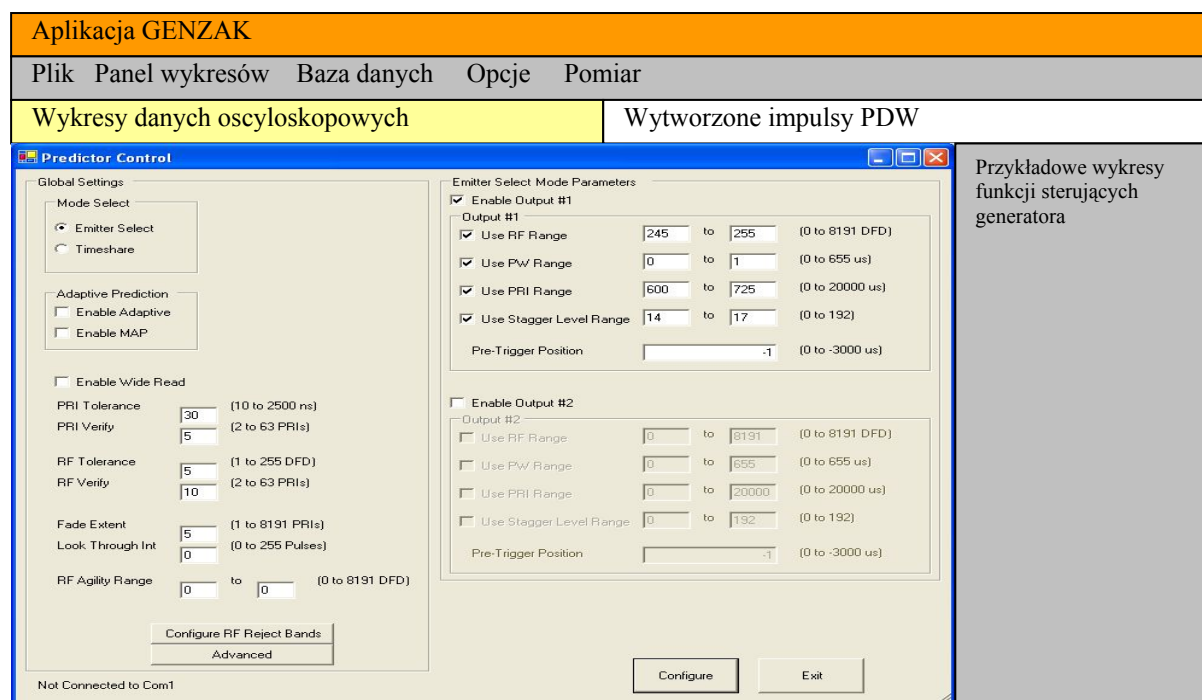 Aplikacja GENZAK
Plik Panel wykresów Baza danych Opcje Pomiar
Wykresy danych oscyloskopowych
Wytworzone impulsy PDW
Predictor Control
Global Settings
Mode Select
Emitter Select
Timeshare
Adaptive Prediction
Enable Adaptive
Enable MAP
Enable Wide Read
PRI Tolerance 30 (10 to 2500 ns)
PRI Verify 5 (2 to 63 PRIs)
RF Tolerance 5 (1 to 255 DFD)
RF Verify 10 (2 to 63 PRIs)
Fade Extent 5 (1 to 8191 PRIs)
Look Through Int 0 (0 to 255 Pulses)
RF Agility Range 0 to 0 (0 to 8191 DFD)
Configure RF Reject Bands
Advanced
Not Connected to Com1
Emitter Select Mode Parameters
Enable Output #1
Output #1
Use RF Range 245 to 255 (0 to 8191 DFD)
Use PW Range 0 to 1 (0 to 655 us)
Use PRI Range 600 to 725 (0 to 20000 us)
Use Stagger Level Range 14 to 17 (0 to 192)
Pre-Trigger Position -1 (0 to -3000 us)
Enable Output #2
Output #2
Use RF Range 0 to 8191 (0 to 8191 DFD)
Use PW Range 0 to 655 (0 to 655 us)
Use PRI Range 0 to 20000 (0 to 20000 us)
Use Stagger Level Range 0 to 192 (0 to 192)
Pre-Trigger Position -1 (0 to -3000 us)
Configure
Exit
Przykładowe wykresy
funkcji sterujących
generatora